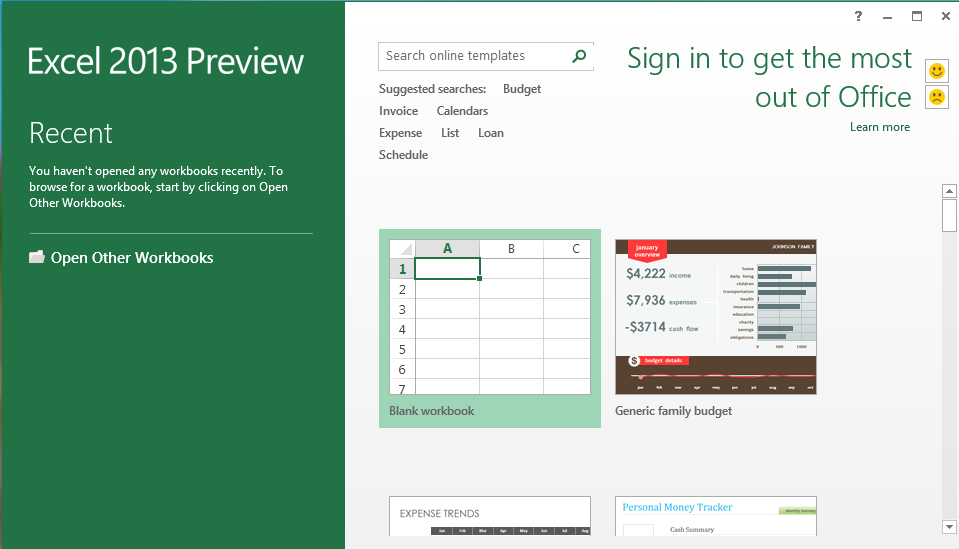 Excel 2013 Preview
Recent
You haven't opened any workbooks recently. To
browse for a workbook, start by clicking on Open
Other Workbooks.
Open Other Workbooks
?
Search online templates
Suggested searches: Budget
Invoice Calendars
Expense List Loan
Schedule
Sign in to get the most
out of Office
Learn more
A B C
1
2
3
4
5
6
7
Blank workbook
january
overview
JOHNSON FAMILY
$4,222 income
$7,936 expenses
-$3714 cash flow
home
daily living
children
transportation
health
insurance
education
charity
savings
obligations
0 500 1000
$ budget details
jan feb mar apr may jun jul aug sep oct
Generic family budget
EXPENSE TRENDS
Jan Feb Mar Apr May Jun Jul Aug
Personal Money Tracker
Monthly Summary
Cash Summary